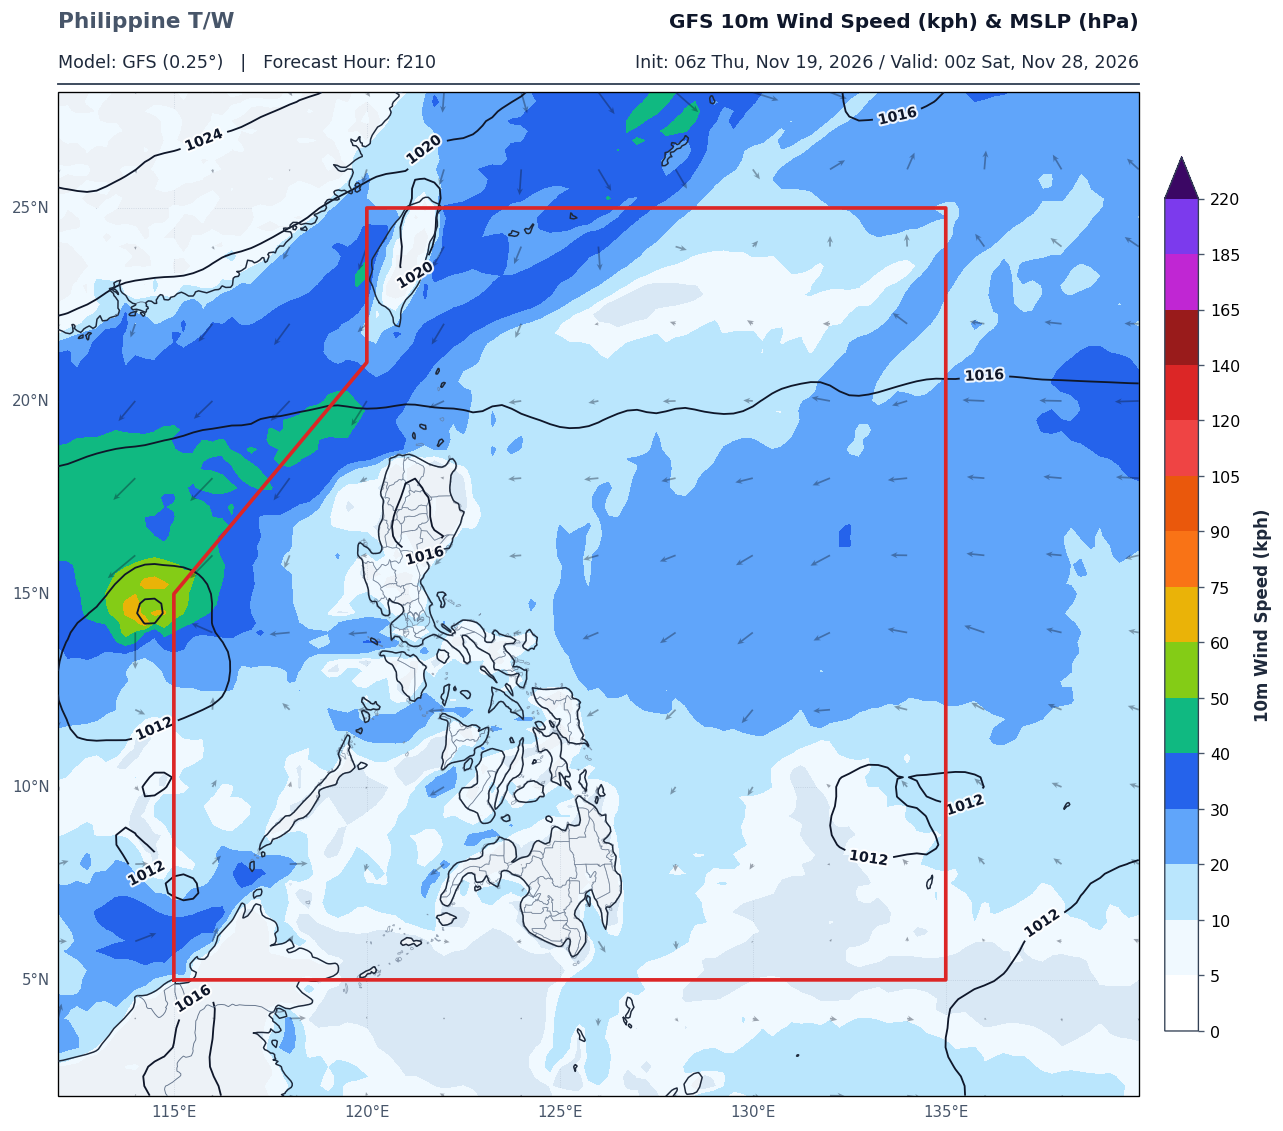 Philippine T/W
GFS 10m Wind Speed (kph) & MSLP (hPa)
Model: GFS (0.25°) | Forecast Hour: f210
Init: 06z Thu, Nov 19, 2026 / Valid: 00z Sat, Nov 28, 2026
1016
1024
1020
25°N
1020
1016
20°N
1016
15°N
1012
10°N
1012
1012
1012
1012
5°N
1016
115°E
120°E
125°E
130°E
135°E
220
185
165
140
120
105
90
75
60
50
40
30
20
10
5
0
10m Wind Speed (kph)